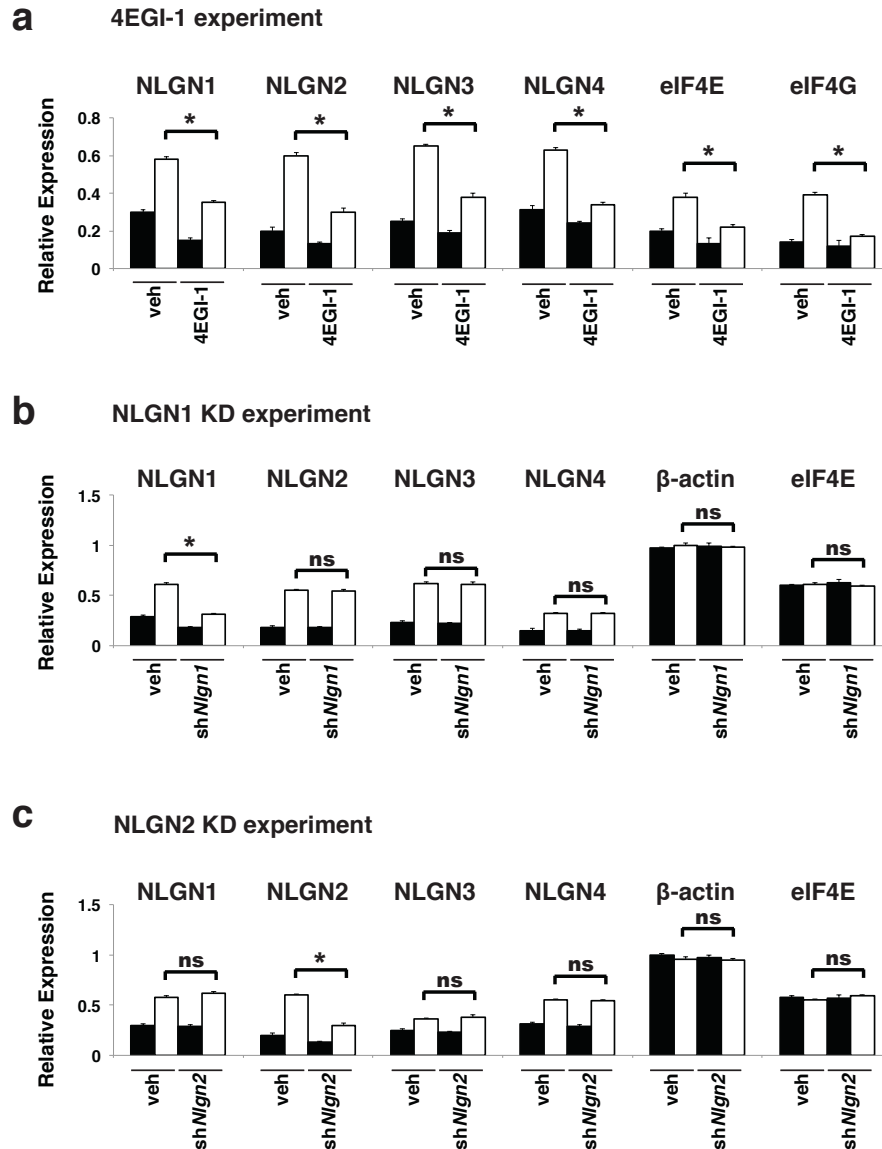 a 4EGI-1 experiment
NLGN1 NLGN2 NLGN3 NLGN4 eIF4E eIF4G
Relative Expression
0.8
0.6
0.4
0.2
0
* * * * * *
veh 4EGI-1 veh 4EGI-1 veh 4EGI-1 veh 4EGI-1 veh 4EGI-1 veh 4EGI-1
b NLGN1 KD experiment
NLGN1 NLGN2 NLGN3 NLGN4 β-actin eIF4E
Relative Expression
1.5
1
0.5
0
* ns ns ns ns ns
veh shNlgn1 veh shNlgn1 veh shNlgn1 veh shNlgn1 veh shNlgn1 veh shNlgn1
c NLGN2 KD experiment
NLGN1 NLGN2 NLGN3 NLGN4 β-actin eIF4E
Relative Expression
1.5
1
0.5
0
ns * ns ns ns ns
veh shNlgn2 veh shNlgn2 veh shNlgn2 veh shNlgn2 veh shNlgn2 veh shNlgn2